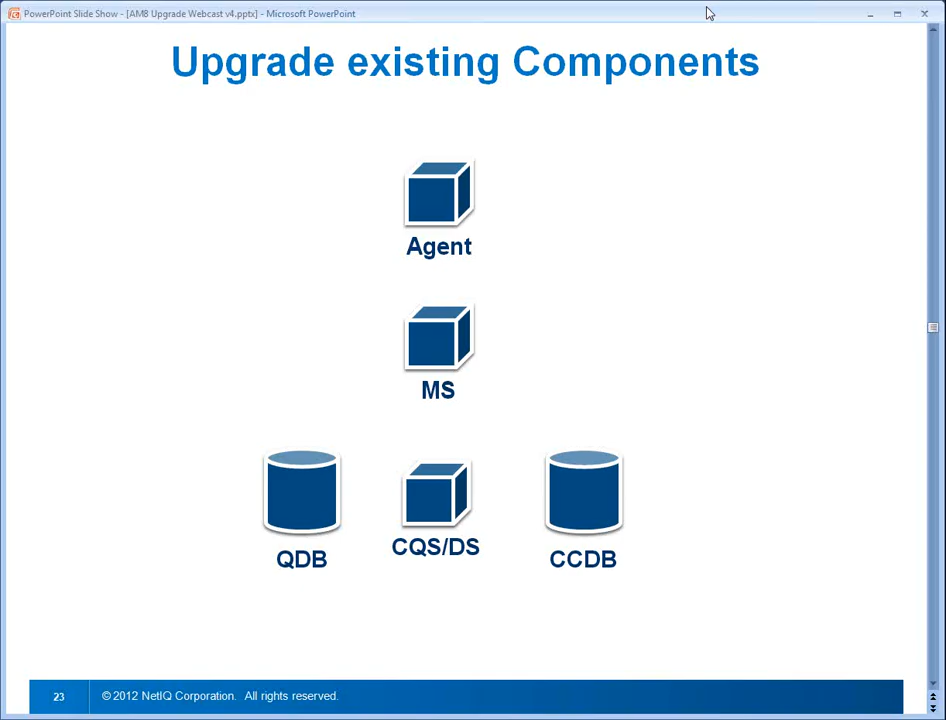 PowerPoint Slide Show - [AM8 Upgrade Webcast v4.pptx] - Microsoft PowerPoint
Upgrade existing Components
Agent
MS
QDB
CQS/DS
CCDB
23
© 2012 NetIQ Corporation. All rights reserved.